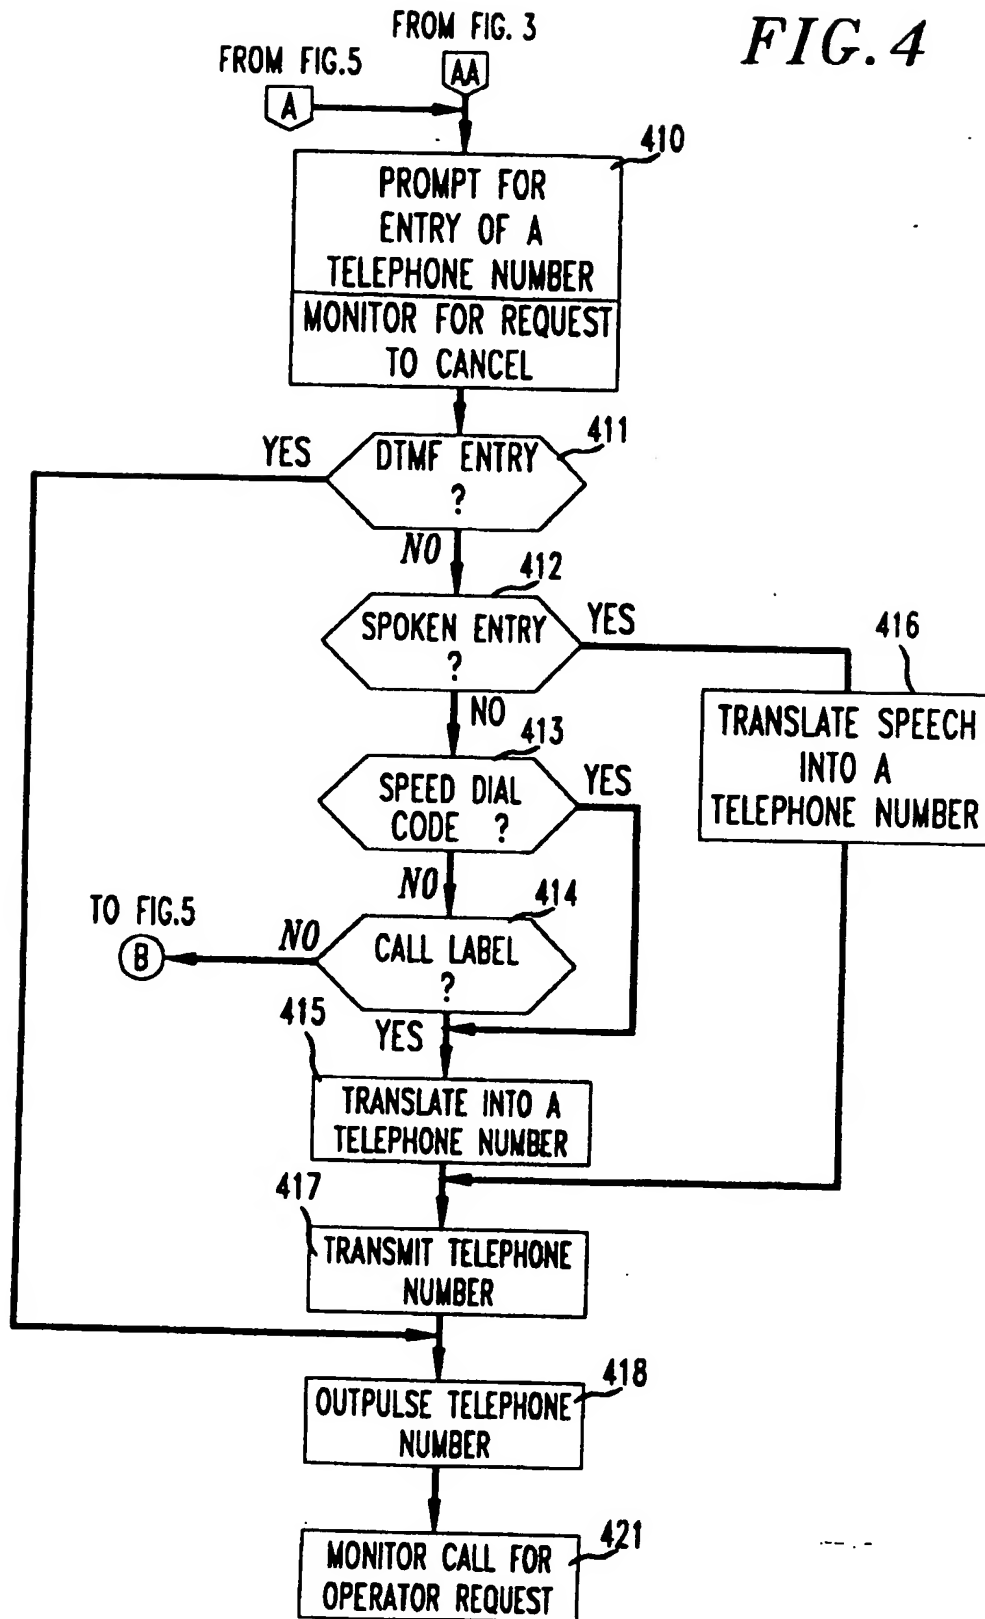 FIG. 4
FROM FIG. 3
FROM FIG.5
AA
A
410
PROMPT FOR
ENTRY OF A
TELEPHONE NUMBER
MONITOR FOR REQUEST
TO CANCEL
411
YES
DTMF ENTRY
?
NO
412
SPOKEN ENTRY
?
YES
416
TRANSLATE SPEECH
INTO A
TELEPHONE NUMBER
NO
413
SPEED DIAL
CODE ?
YES
NO
414
TO FIG.5
B
NO
CALL LABEL
?
415
YES
TRANSLATE INTO A
TELEPHONE NUMBER
417
TRANSMIT TELEPHONE
NUMBER
418
OUTPULSE TELEPHONE
NUMBER
421
MONITOR CALL FOR
OPERATOR REQUEST